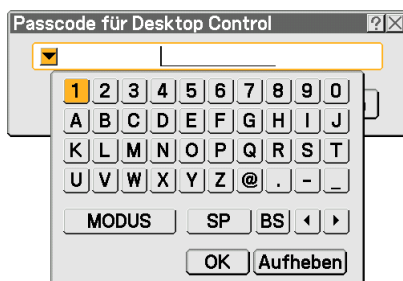 Passcode für Desktop Control ? X
1 2 3 4 5 6 7 8 9 0
A B C D E F G H I J
K L M N O P Q R S T
U V W X Y Z @ . - _
MODUS SP BS
OK Aufheben